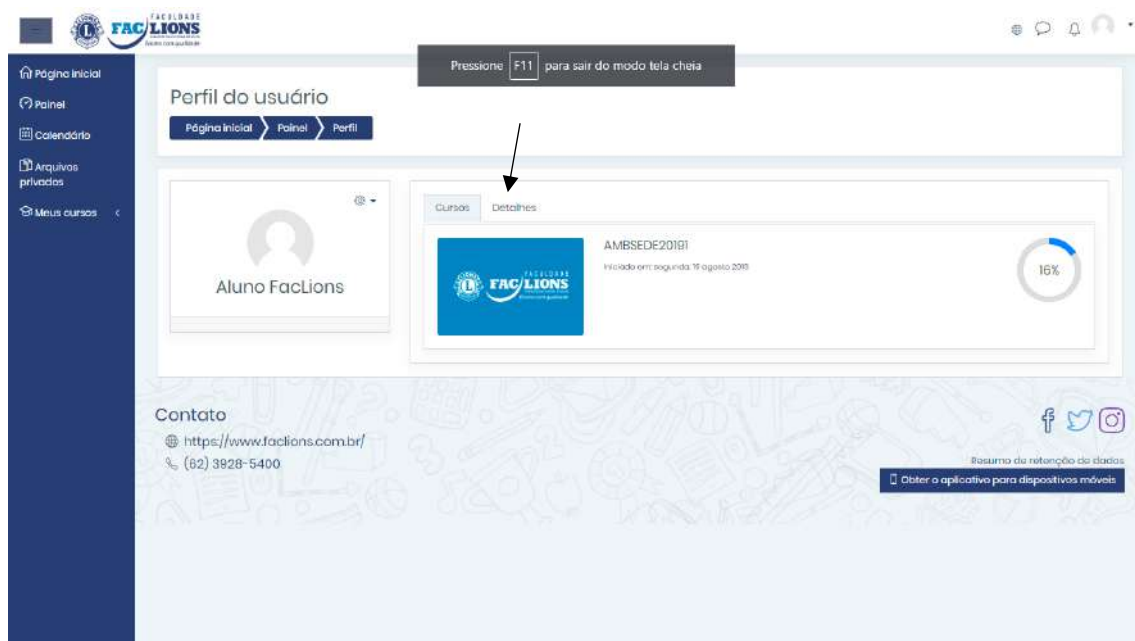 FACULDADE
FAC/LIONS
Pressione F11 para sair do modo tela cheia
Página inicial
Painel
Calendário
Arquivos
privados
Meus cursos
Perfil do usuário
Página inicial
Painel
Perfil
Aluno FacLions
Cursos
Detalhes
FACULDADE
FAC/LIONS
AMBSEDE20191
Iniciado em: segunda, 19 agosto 2019
16%
Contato
https://www.faclions.com.br/
(62) 3928-5400
Resumo de retenção de dados
Obter o aplicativo para dispositivos móveis